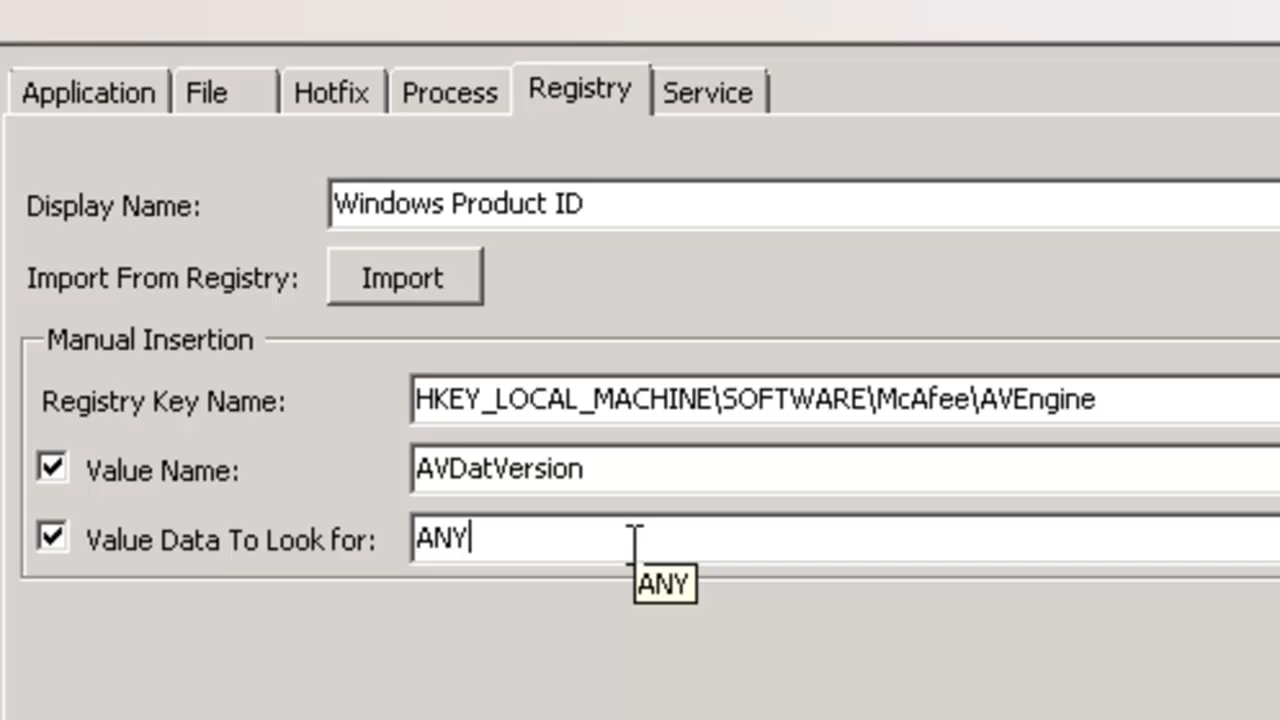 Application File Hotfix Process Registry Service
Display Name: Windows Product ID
Import From Registry: Import
Manual Insertion
Registry Key Name: HKEY_LOCAL_MACHINE\SOFTWARE\McAfee\AVEngine
Value Name: AVDatVersion
Value Data To Look for: ANY
ANY